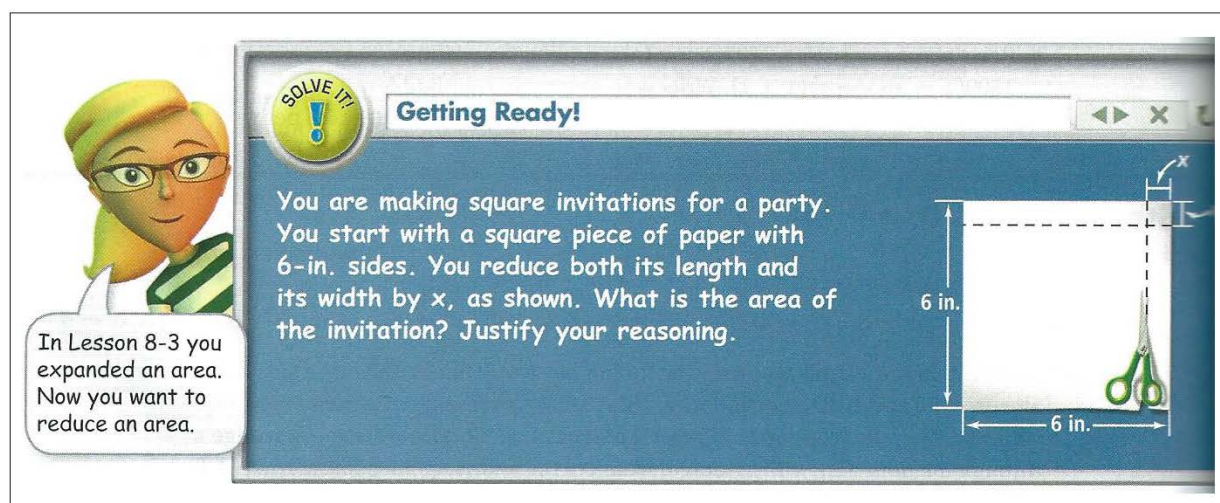 SOLVE IT!
!
Getting Ready!
x
You are making square invitations for a party.
You start with a square piece of paper with
6-in. sides. You reduce both its length and
its width by x, as shown. What is the area of
the invitation? Justify your reasoning.
6 in.
6 in.
In Lesson 8-3 you
expanded an area.
Now you want to
reduce an area.